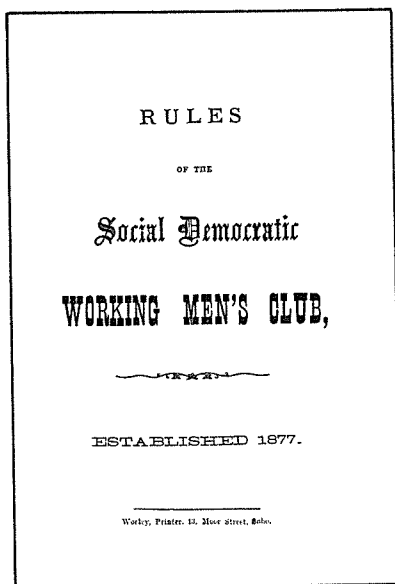 RULES
OF THE
Social Democratic
WORKING MEN'S CLUB,
ESTABLISHED 1877.
Worley, Printer, 13, Moor Street, Soho.